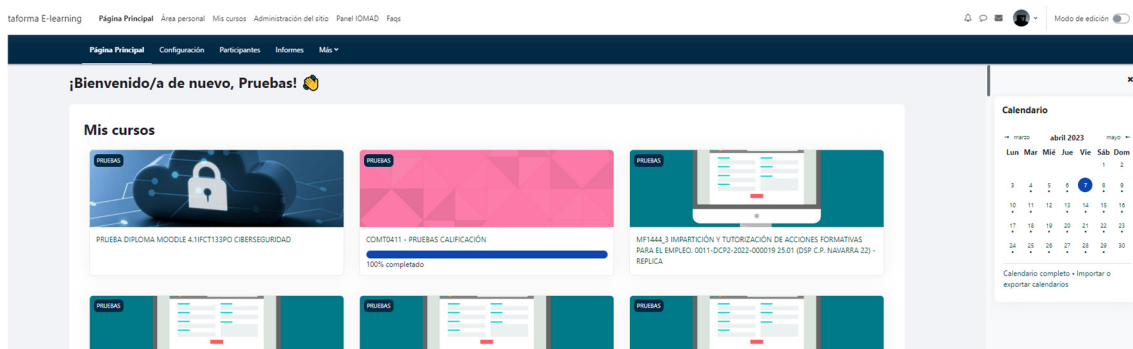 taforma E-learning Página Principal Área personal Mis cursos Administración del sitio Panel IOMAD Faqs Modo de edición
Página Principal Configuración Participantes Informes Más
¡Bienvenido/a de nuevo, Pruebas! 👏
Mis cursos
PRUEBAS
PRUEBA DIPLOMA MOODLE 4.1IFCT133PO CIBERSEGURIDAD
PRUEBAS
COMT0411 - PRUEBAS CALIFICACIÓN
100% completado
PRUEBAS
MF1444_3 IMPARTICIÓN Y TUTORIZACIÓN DE ACCIONES FORMATIVAS
PARA EL EMPLEO. 0011-DCP2-2022-000019 25.01 (DSP C.P. NAVARRA 22) -
REPLICA
PRUEBAS
PRUEBAS
PRUEBAS
Calendario
marzo abril 2023 mayo
Lun Mar Mié Jue Vie Sáb Dom
1 2
3 4 5 6 7 8 9
10 11 12 13 14 15 16
17 18 19 20 21 22 23
24 25 26 27 28 29 30
Calendario completo • Importar o
exportar calendarios